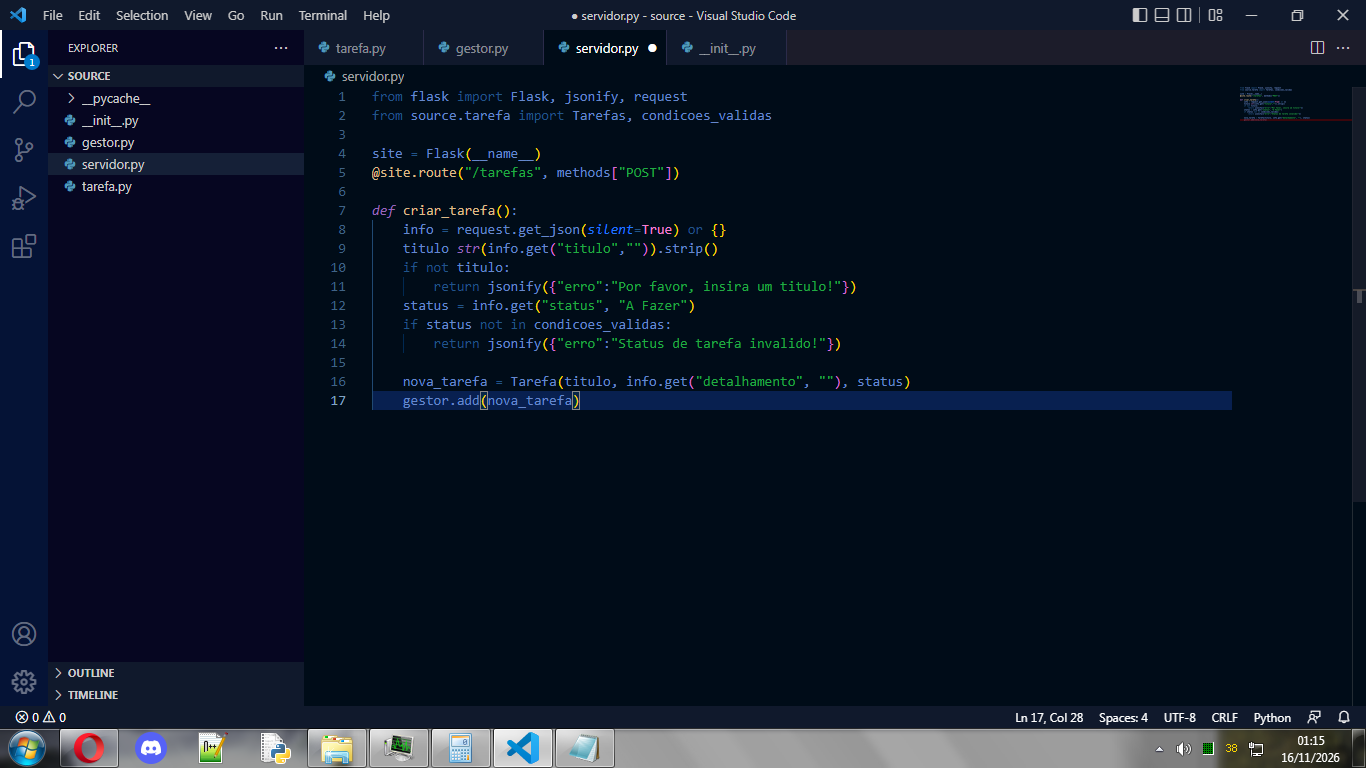 File Edit Selection View Go Run Terminal Help
● servidor.py - source - Visual Studio Code
EXPLORER
tarefa.py
gestor.py
servidor.py
__init__.py
SOURCE
__pycache__
__init__.py
gestor.py
servidor.py
tarefa.py
servidor.py
1 from flask import Flask, jsonify, request
2 from source.tarefa import Tarefas, condicoes_validas
3
4 site = Flask(__name__)
5 @site.route("/tarefas", methods["POST"])
6
7 def criar_tarefa():
8     info = request.get_json(silent=True) or {}
9     titulo str(info.get("titulo","")).strip()
10     if not titulo:
11         return jsonify({"erro":"Por favor, insira um titulo!"})
12     status = info.get("status", "A Fazer")
13     if status not in condicoes_validas:
14         return jsonify({"erro":"Status de tarefa invalido!"})
15
16     nova_tarefa = Tarefa(titulo, info.get("detalhamento", ""), status)
17     gestor.add(nova_tarefa)
1
OUTLINE
TIMELINE
0 0
Ln 17, Col 28 Spaces: 4 UTF-8 CRLF Python
38
01:15
16/11/2026